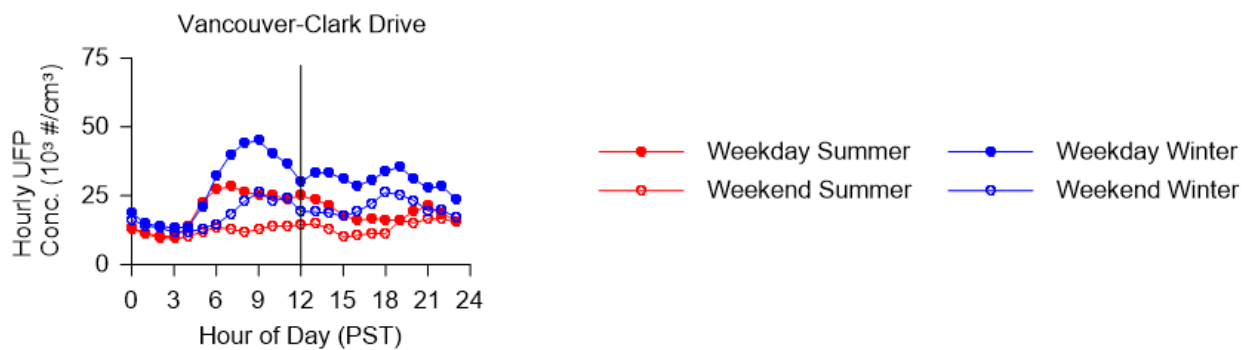 Vancouver-Clark Drive
75
50
25
0
Hourly UFP
Conc. (10³ #/cm³)
0 3 6 9 12 15 18 21 24
Hour of Day (PST)
Weekday Summer
Weekday Winter
Weekend Summer
Weekend Winter